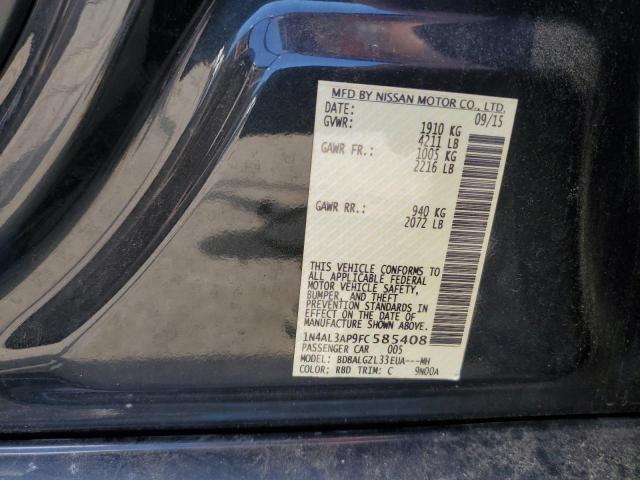 MFD BY NISSAN MOTOR CO., LTD.
DATE: 09/15
GVWR: 1910 KG
4211 LB
GAWR FR.: 1005 KG
2216 LB
GAWR RR.: 940 KG
2072 LB
THIS VEHICLE CONFORMS TO
ALL APPLICABLE FEDERAL
MOTOR VEHICLE SAFETY,
BUMPER, AND THEFT
PREVENTION STANDARDS IN
EFFECT ON THE DATE OF
MANUFACTURE SHOWN ABOVE.
1N4AL3AP9FC585408
PASSENGER CAR 005
MODEL: BDBALGZL33EUA---MH
COLOR: RBD TRIM: C 9N00A